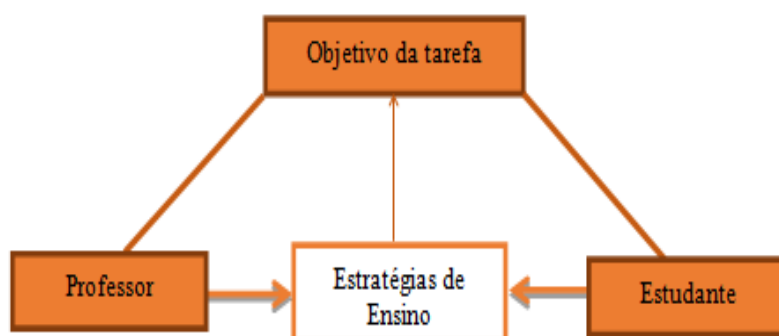 Objetivo da tarefa
Professor
Estratégias de
Ensino
Estudante